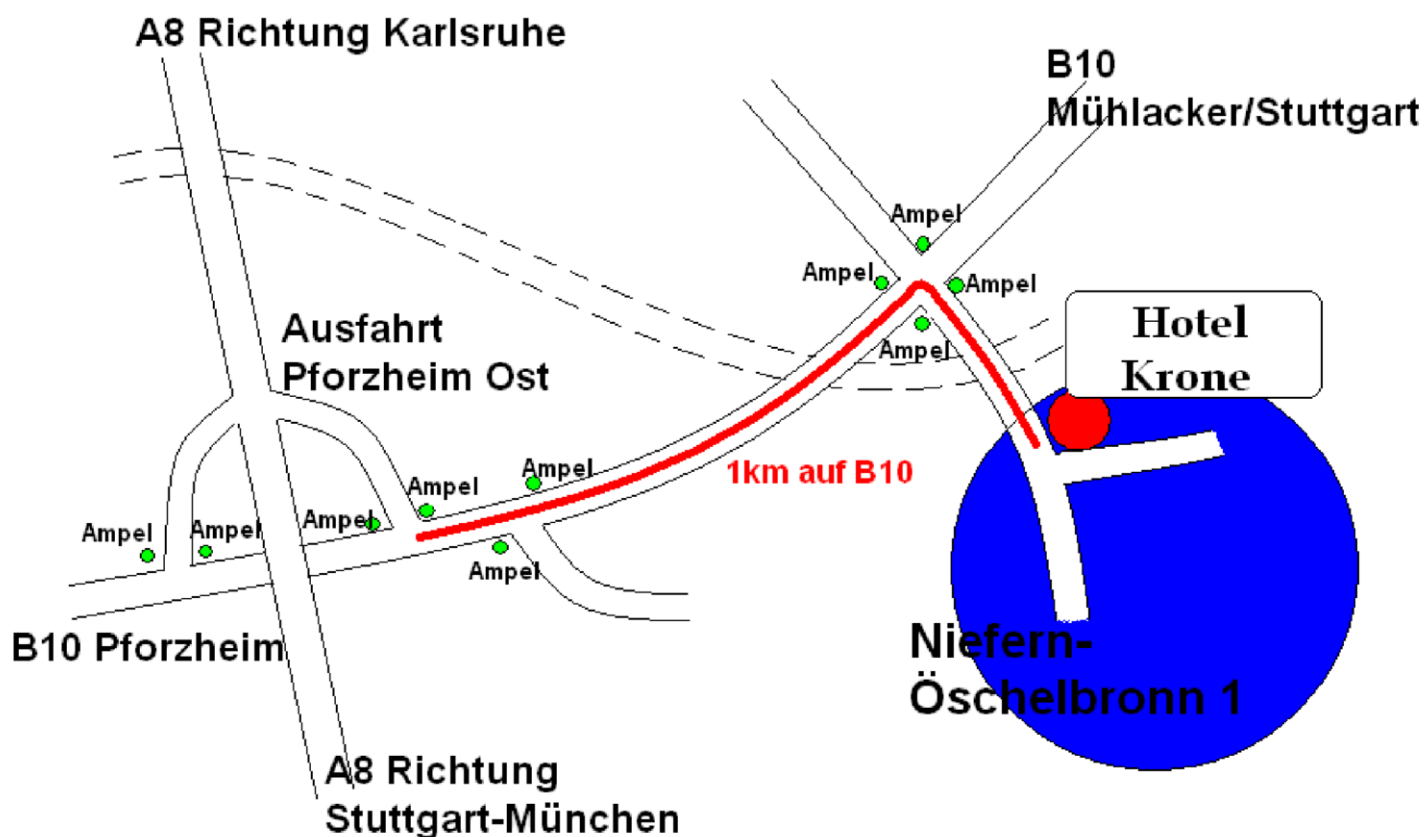 A8 Richtung Karlsruhe
B10
Mühlacker/Stuttgart
Ampel
Ampel
Ampel
Ampel
Hotel
Krone
Ausfahrt
Pforzheim Ost
1km auf B10
Ampel
Ampel
Ampel
Ampel
Ampel
Ampel
B10 Pforzheim
Niefern-
Öschelbronn 1
A8 Richtung
Stuttgart-München